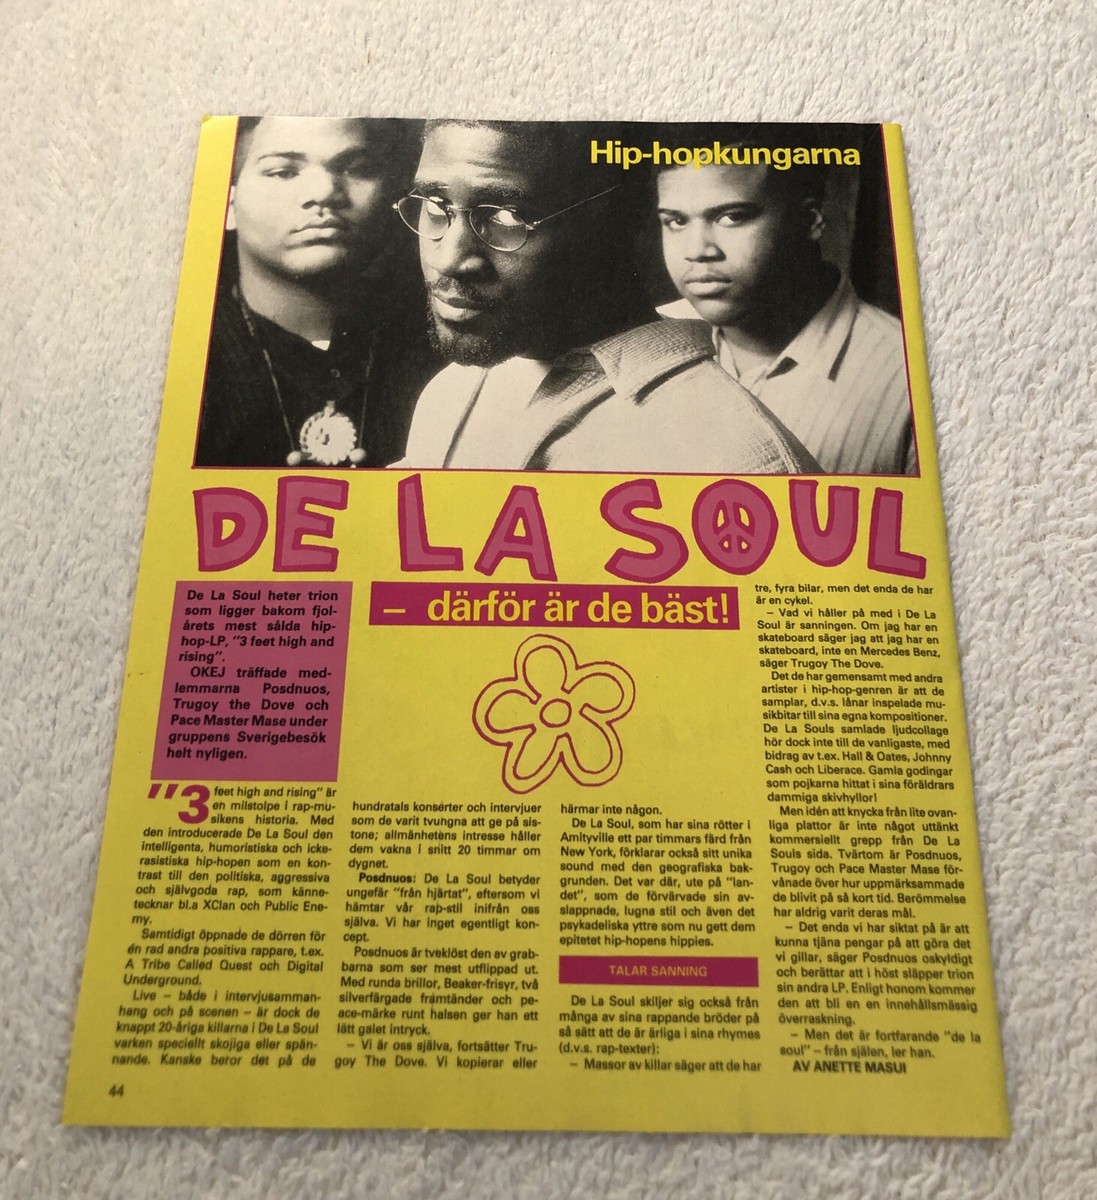 Hip-hopkungarna
DE LA SOUL
– därför är de bäst!
De La Soul heter trion
som ligger bakom fjol-
årets mest sålda hip-
hop-LP, "3 feet high and
rising".
OKEJ träffade med-
lemmarna Posdnuos,
Trugoy the Dove och
Pace Master Mase under
gruppens Sverigebesök
helt nyligen.
"3 feet high and rising" är
en milstolpe i rap-mu-
sikens historia. Med
den introducerade De La Soul den
intelligenta, humoristiska och icke-
rasistiska hip-hopen som en kon-
trast till den politiska, aggressiva
och självgoda rap, som känne-
tecknar bl.a XClan och Public Ene-
my.
Samtidigt öppnade de dörren för
én rad andra positiva rappare, t.ex.
A Tribe Called Quest och Digital
Underground.
Live – både i intervjusamman-
hang och på scenen – är dock de
knappt 20-åriga killarna i De La Soul
varken speciellt skojiga eller spän-
nande. Kanske beror det på de
hundratals konserter och intervjuer
som de varit tvungna att ge på sis-
tone; allmänhetens intresse håller
dem vakna i snitt 20 timmar om
dygnet.
Posdnuos: De La Soul betyder
ungefär "från hjärtat", eftersom vi
hämtar vår rap-stil inifrån oss
själva. Vi har inget egentligt kon-
cept.
Posdnuos är tveklöst den av grab-
barna som ser mest utflippad ut.
Med runda brillor, Beaker-frisyr, två
silverfärgade framtänder och pe-
ace-märke runt halsen ger han ett
lätt galet intryck.
– Vi är oss själva, fortsätter Tru-
goy The Dove. Vi kopierar eller
härmar inte någon.
De La Soul, som har sina rötter i
Amityville ett par timmars färd från
New York, förklarar också sitt unika
sound med den geografiska bak-
grunden. Det var där, ute på "lan-
det", som de förvärvade sin av-
slappnade, lugna stil och även det
psykadeliska yttre som nu gett dem
epitetet hip-hopens hippies.
TALAR SANNING
De La Soul skiljer sig också från
många av sina rappande bröder på
så sätt att de är ärliga i sina rhymes
(d.v.s. rap-texter):
– Massor av killar säger att de har
tre, fyra bilar, men det enda de har
är en cykel.
– Vad vi håller på med i De La
Soul är sanningen. Om jag har en
skateboard säger jag att jag har en
skateboard, inte en Mercedes Benz,
säger Trugoy The Dove.
Det de har gemensamt med andra
artister i hip-hop-genren är att de
samplar, d.v.s. lånar inspelade mu-
sikbitar till sina egna kompositioner.
De La Souls samlade ljudcollage
hör dock inte till de vanligaste, med
bidrag av t.ex. Hall & Oates, Johnny
Cash och Liberace. Gamla godingar
som pojkarna hittat i sina föräldrars
dammiga skivhyllor!
Men idén att knycka från lite ovan-
liga plattor är inte något uttänkt
kommersiellt grepp från De La
Souls sida. Tvärtom är Posdnuos,
Trugoy och Pace Master Mase för-
vånade över hur uppmärksammade
de blivit på så kort tid. Berömmelse
har aldrig varit deras mål.
– Det enda vi har siktat på är att
kunna tjäna pengar på att göra det
vi gillar, säger Posdnuos oskyldigt
och berättar att i höst släpper trion
sin andra LP. Enligt honom kommer
den att bli en en innehållsmässig
överraskning.
– Men det är fortfarande "de la
soul" – från själen, ler han.
AV ANETTE MASUI
44